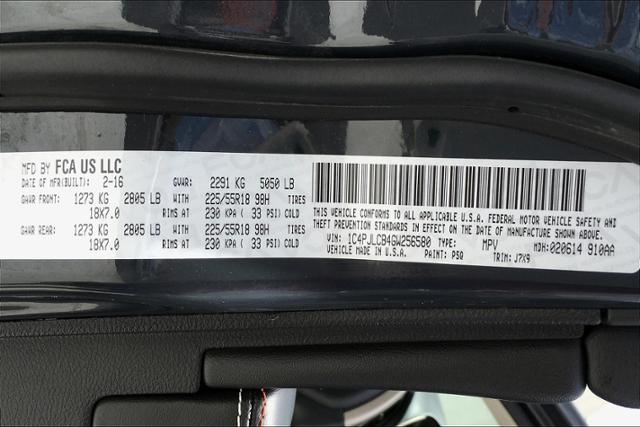 MFD BY FCA US LLC
DATE OF MFR(BUILT): 2-16 GVWR: 2291 KG 5050 LB
GAWR FRONT: 1273 KG 2805 LB WITH 225/55R18 98H TIRES
18X7.0 RIMS AT 230 KPA ( 33 PSI) COLD
GAWR REAR: 1273 KG 2805 LB WITH 225/55R18 98H TIRES
18X7.0 RIMS AT 230 KPA ( 33 PSI) COLD
THIS VEHICLE CONFORMS TO ALL APPLICABLE U.S.A. FEDERAL MOTOR VEHICLE SAFETY AND
THEFT PREVENTION STANDARDS IN EFFECT ON THE DATE OF MANUFACTURE SHOWN ABOVE.
VIN: 1C4PJLCB4GW256580 TYPE: MPV MDH: 020614 910AA
VEHICLE MADE IN U.S.A. PAINT: PSQ TRIM: J7X9